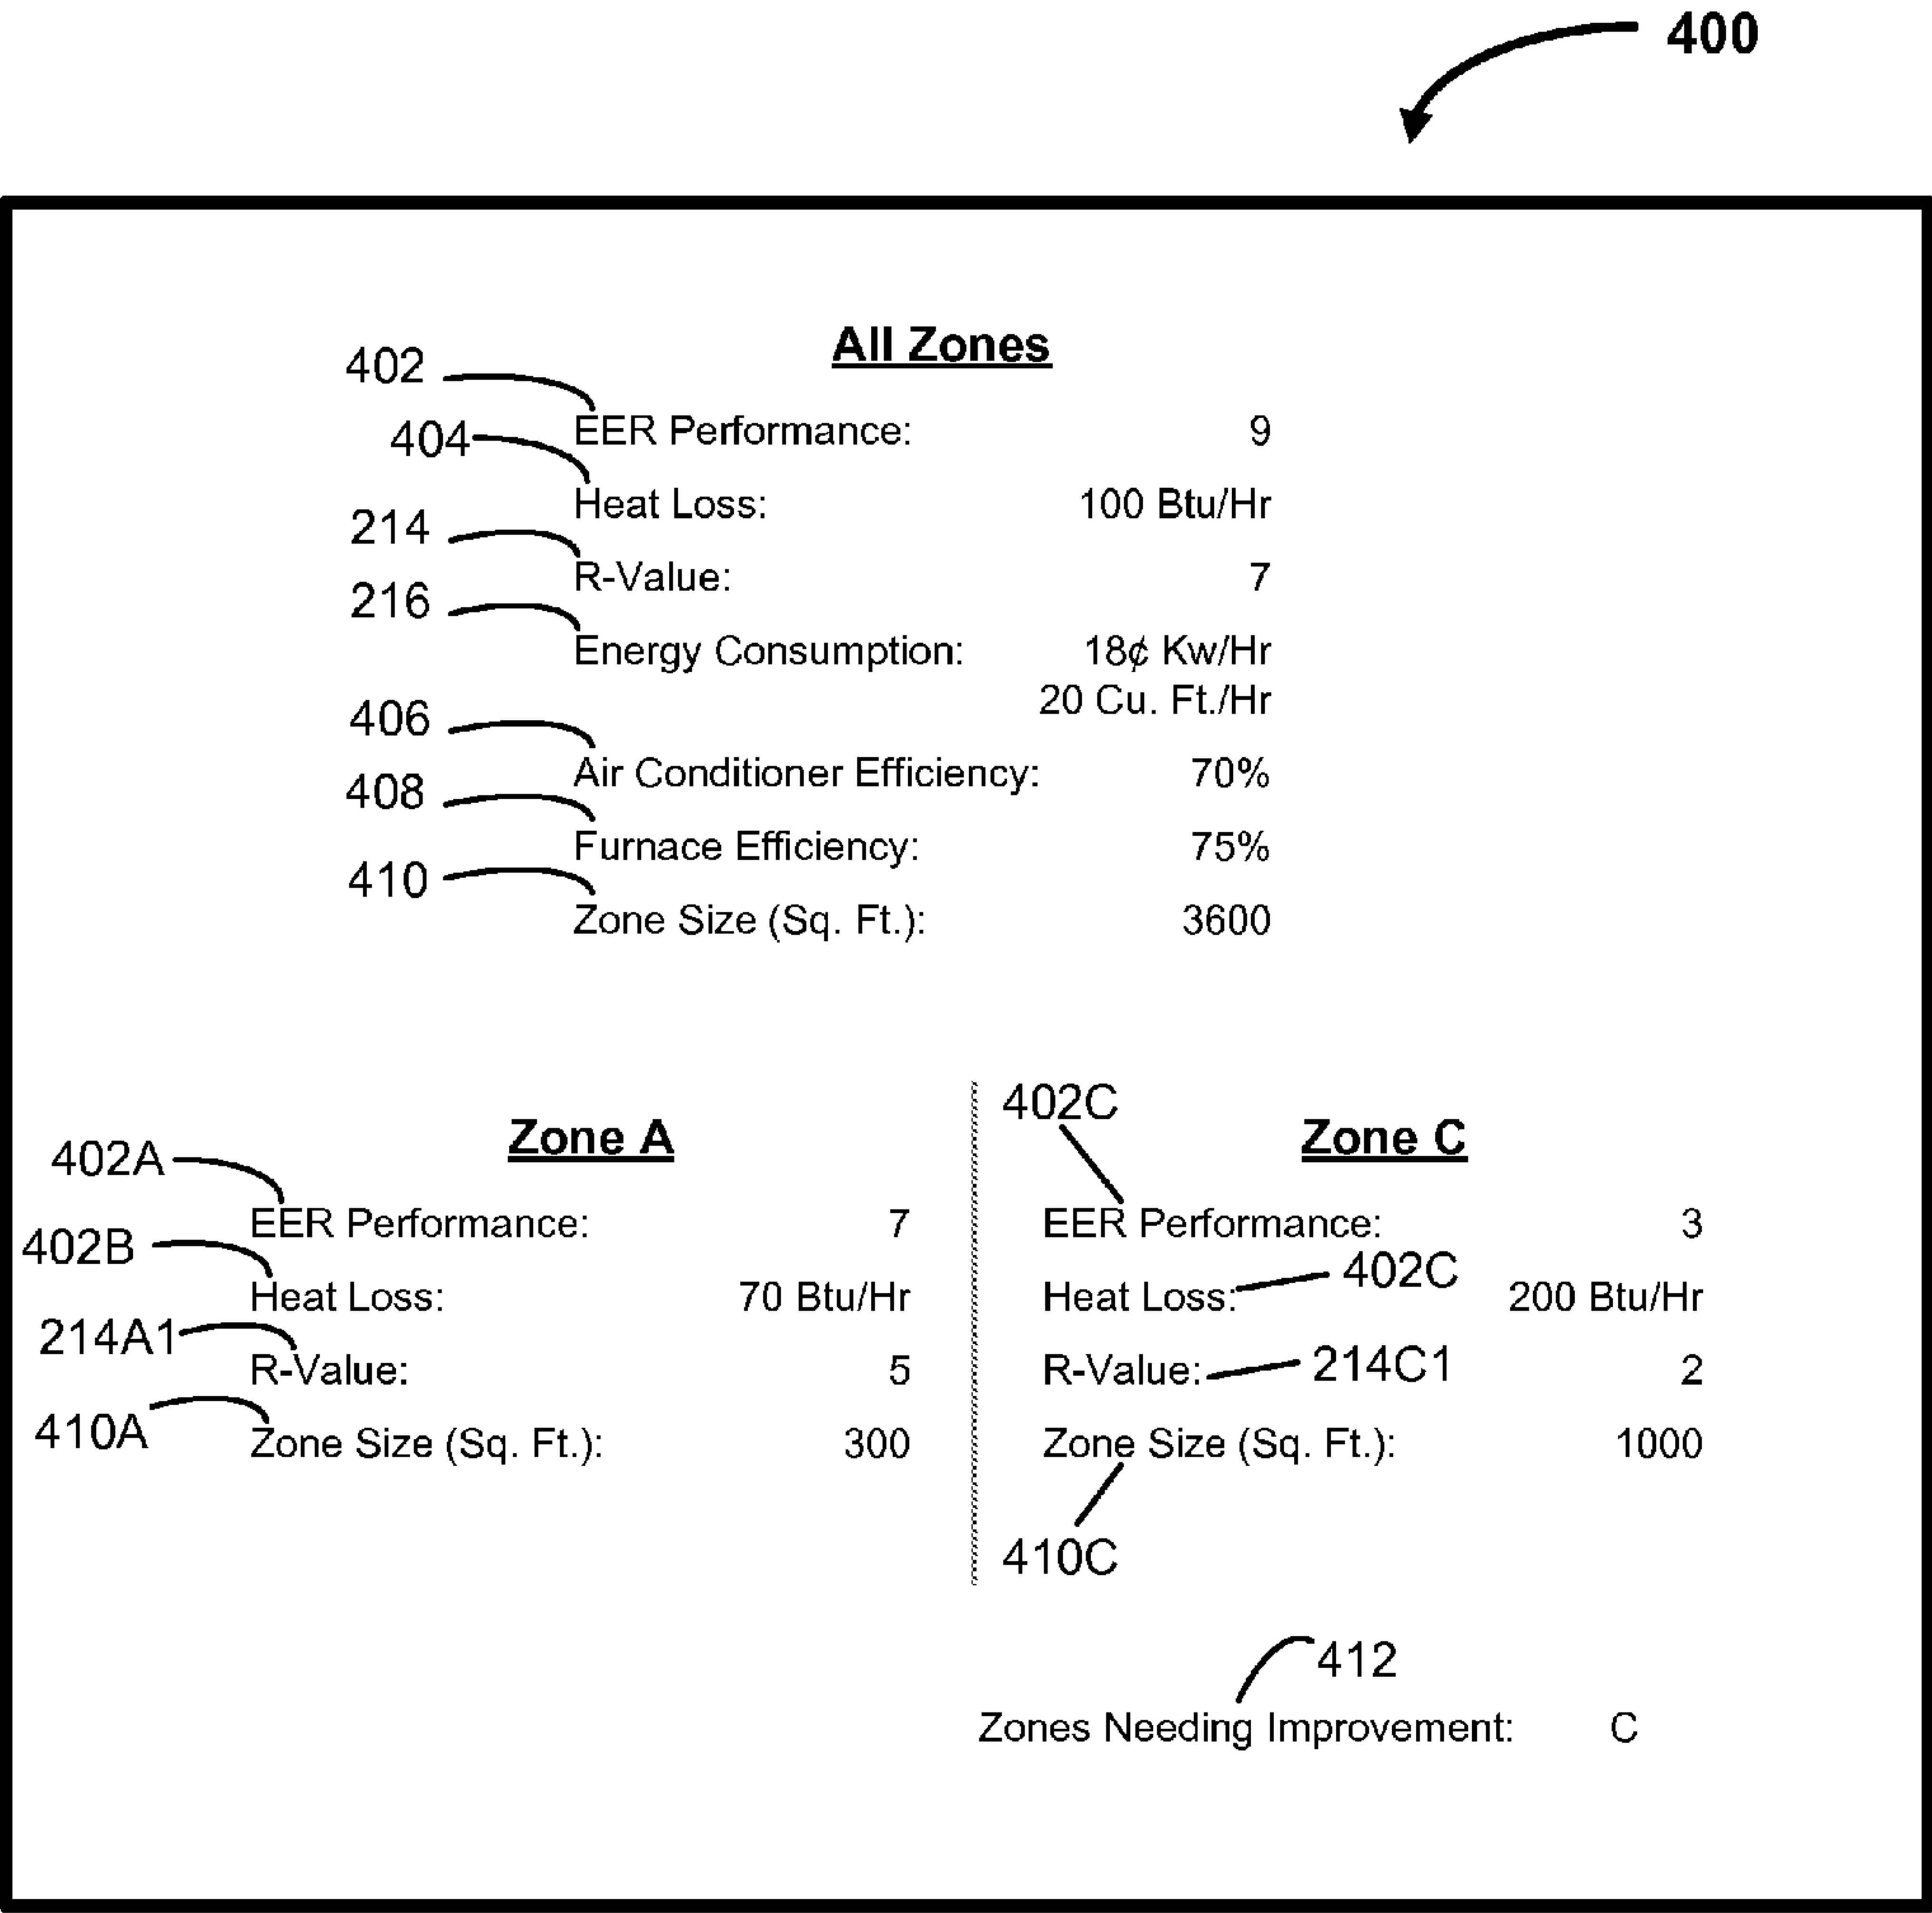 400
All Zones
402
EER Performance: 9
404
Heat Loss: 100 Btu/Hr
214
R-Value: 7
216
Energy Consumption: 18¢ Kw/Hr
20 Cu. Ft./Hr
406
Air Conditioner Efficiency: 70%
408
Furnace Efficiency: 75%
410
Zone Size (Sq. Ft.): 3600
Zone A
402A
EER Performance: 7
402B
Heat Loss: 70 Btu/Hr
214A1
R-Value: 5
410A
Zone Size (Sq. Ft.): 300
402C
Zone C
EER Performance: 3
Heat Loss: 402C 200 Btu/Hr
R-Value: 214C1 2
Zone Size (Sq. Ft.): 1000
410C
412
Zones Needing Improvement: C